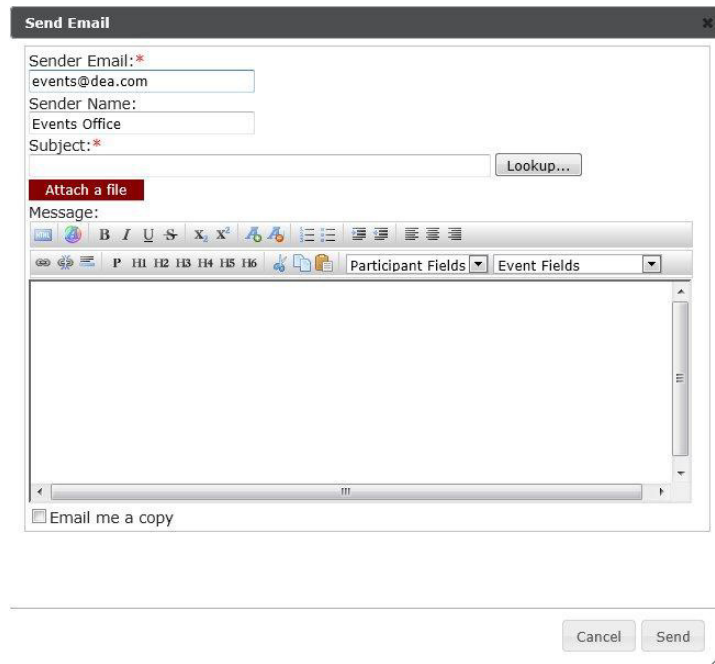 Send Email
Sender Email:*
events@dea.com
Sender Name:
Events Office
Subject:*
Lookup...
Attach a file
Message:
HTML B I U S X₂ X² A A
P H1 H2 H3 H4 H5 H6 Participant Fields Event Fields
Email me a copy
Cancel Send